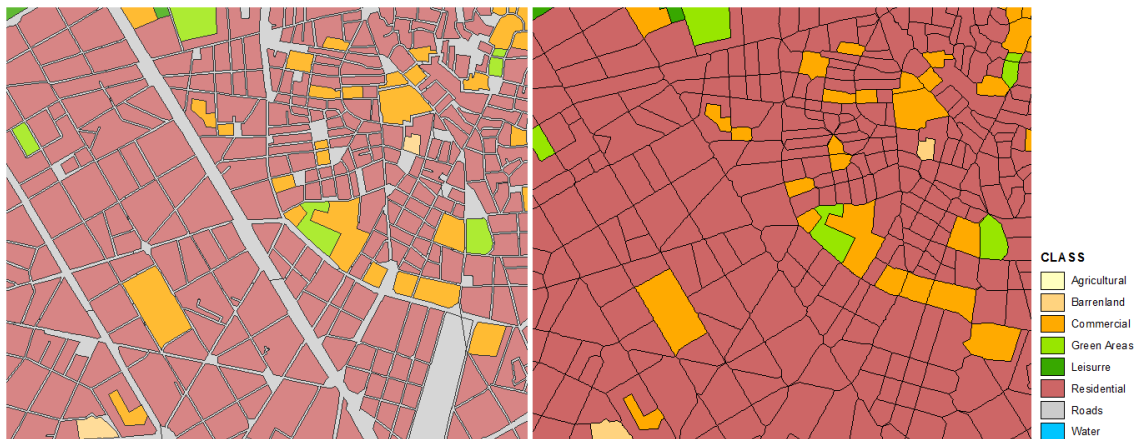 CLASS
Agricultural
Barrenland
Commercial
Green Areas
Leisurre
Residential
Roads
Water